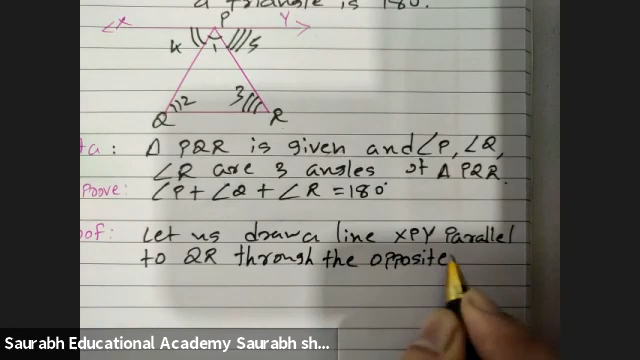 a triangle is 180.
X P Y
4 1 5
2 3
Q R
ta: Δ PQR is given and ∠P, ∠Q,
∠R are 3 angles of Δ PQR.
Prove: ∠P + ∠Q + ∠R = 180°
oof: Let us draw a line XPY Parallel
to QR through the opposite
Saurabh Educational Academy Saurabh sh...